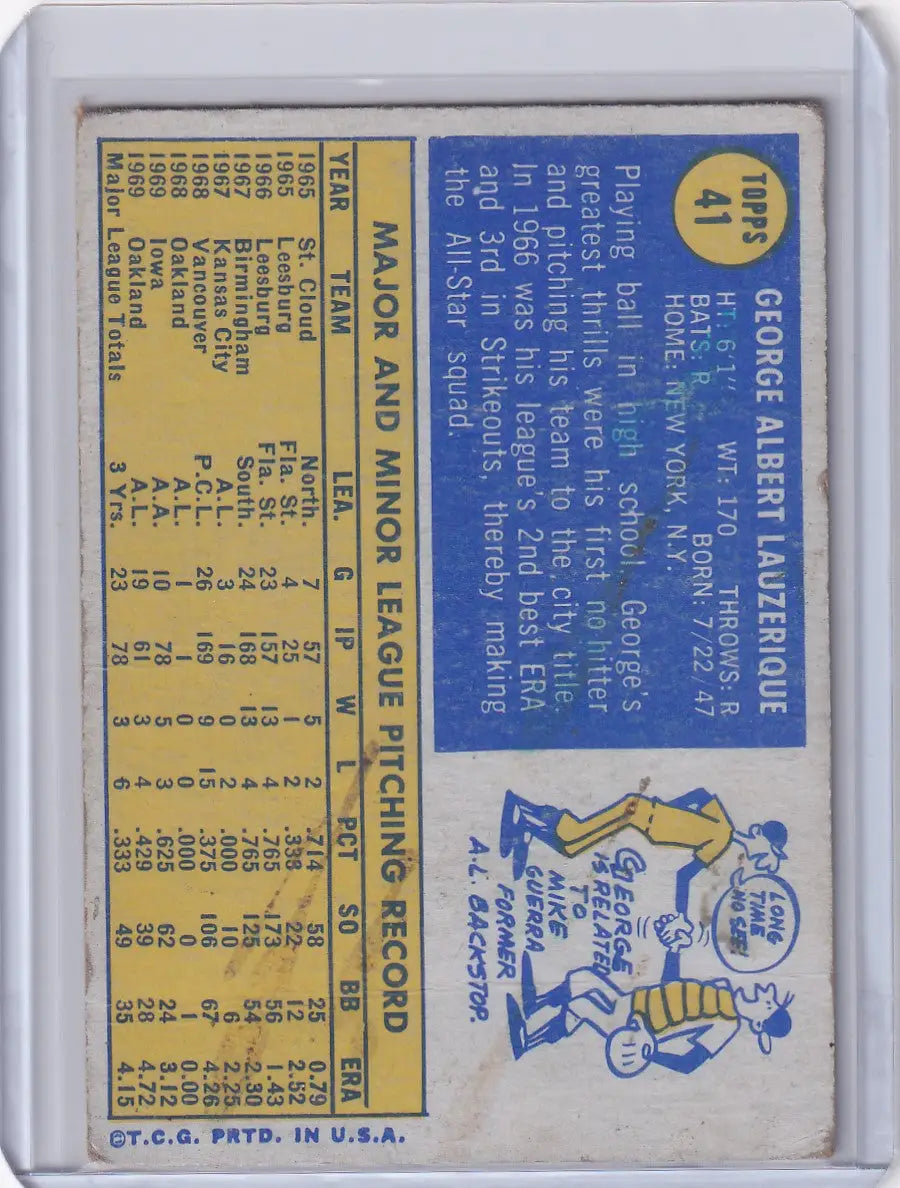 TOPPS
41
GEORGE ALBERT LAUZERIQUE
HT: 6'1" WT: 170 THROWS: R
BATS: R BORN: 7/22/47
HOME: NEW YORK, N.Y.
Playing ball in high school, George's
greatest thrills were his first no-hitter
and pitching his team to the city title.
In 1966 was his league's 2nd best ERA
and 3rd in Strikeouts, thereby making
the All-Star squad.
LONG
TIME
NO SEE!
GEORGE
IS RELATED
TO
MIKE
GUERRA
FORMER
A.L. BACKSTOP.
MAJOR AND MINOR LEAGUE PITCHING RECORD
YEAR TEAM LEA. G IP W L PCT SO BB ERA
1965 St. Cloud North. 7 57 5 2 .714 58 25 0.79
1965 Leesburg Fla. St. 4 25 1 2 .333 22 12 2.52
1966 Leesburg Fla. St. 23 157 13 4 .765 173 56 1.43
1967 Birmingham South. 24 168 13 4 .765 125 54 2.30
1967 Kansas City A.L. 3 16 0 2 .000 10 6 2.25
1968 Vancouver P.C.L. 26 169 9 15 .375 106 67 4.26
1968 Oakland A.L. 1 1 0 0 .000 0 1 0.00
1969 Iowa A.A. 10 78 5 3 .625 62 24 3.12
1969 Oakland A.L. 19 61 3 4 .429 39 28 4.72
Major League Totals 3 Yrs. 23 78 3 6 .333 49 35 4.15
©T.C.G. PRTD. IN U.S.A.